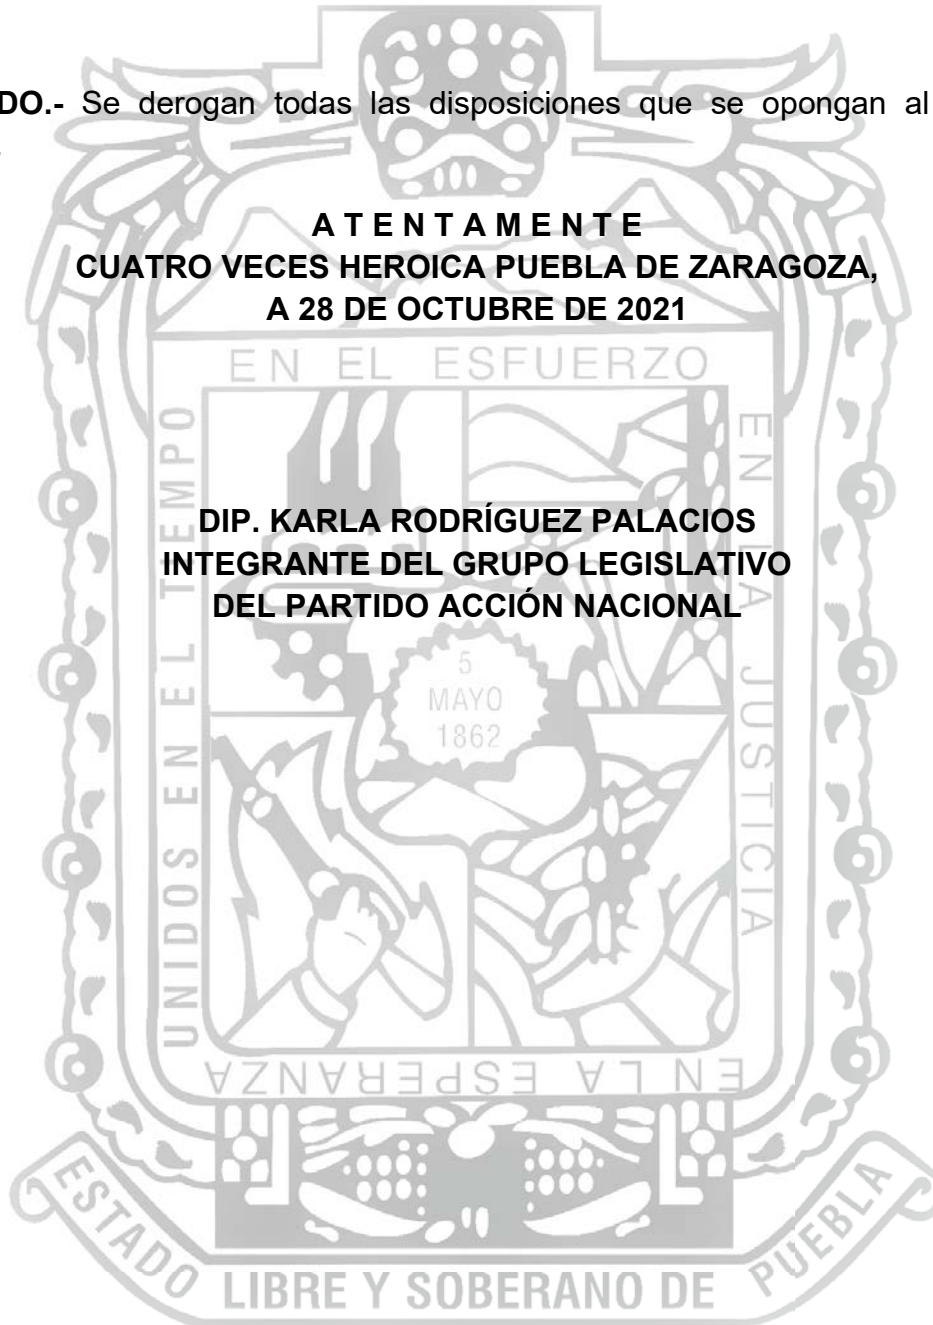 DO.- Se derogan todas las disposiciones que se opongan al
A T E N T A M E N T E
CUATRO VECES HEROICA PUEBLA DE ZARAGOZA,
A 28 DE OCTUBRE DE 2021
DIP. KARLA RODRÍGUEZ PALACIOS
INTEGRANTE DEL GRUPO LEGISLATIVO
DEL PARTIDO ACCIÓN NACIONAL
UNIDOS EN EL TIEMPO
EN EL ESFUERZO
EN LA JUSTICIA
EN LA ESPERANZA
5
MAYO
1862
ESTADO LIBRE Y SOBERANO DE PUEBLA